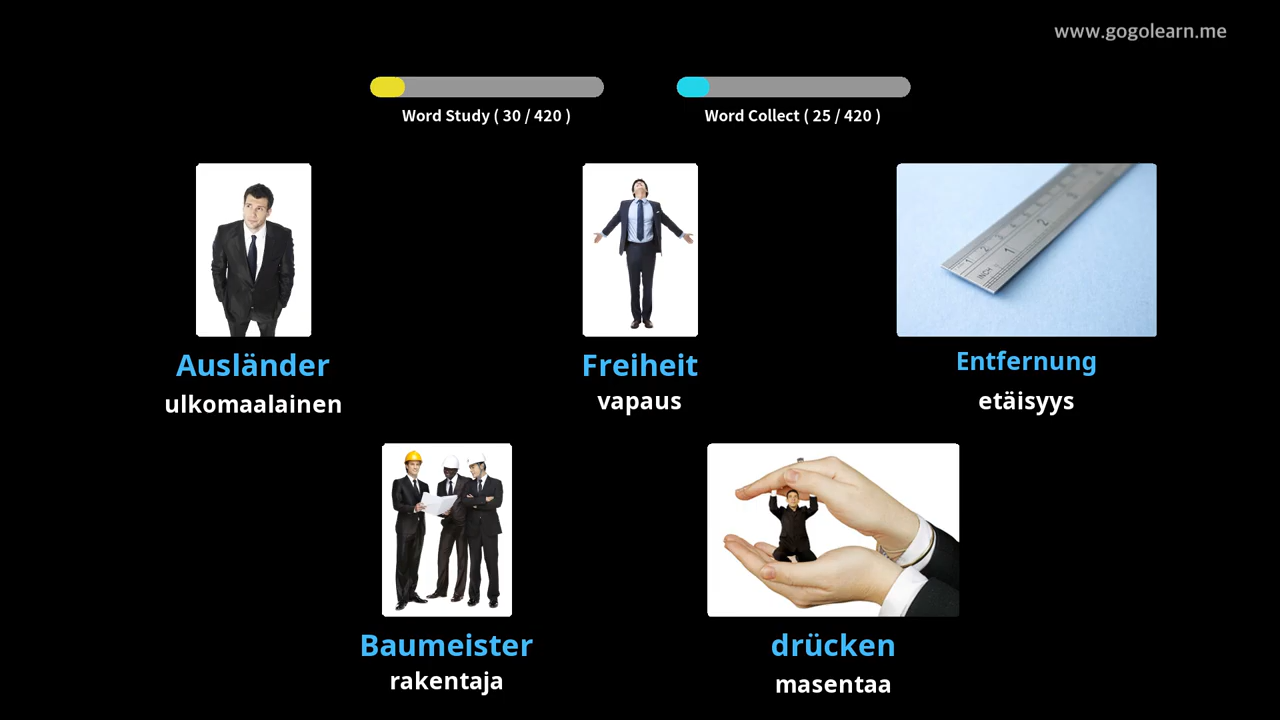 www.gogolearn.me
Word Study ( 30 / 420 )
Word Collect ( 25 / 420 )
Ausländer
ulkomaalainen
Freiheit
vapaus
Entfernung
etäisyys
Baumeister
rakentaja
drücken
masentaa